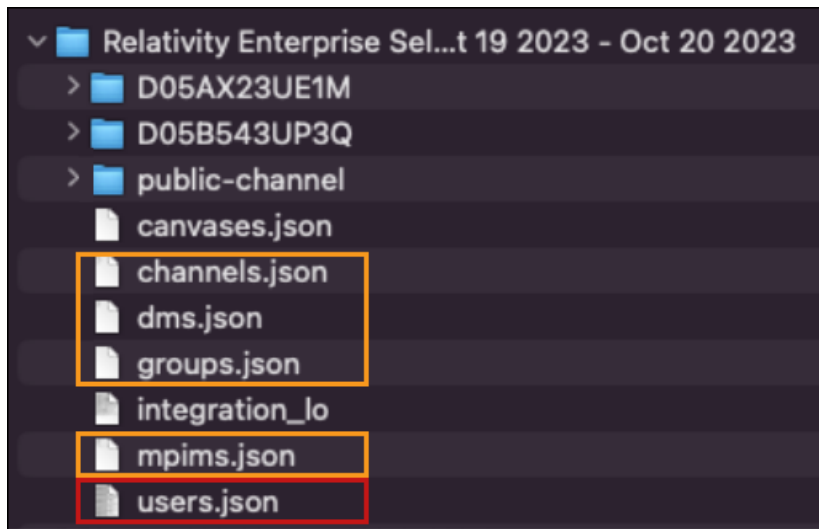 Relativity Enterprise Sel...t 19 2023 - Oct 20 2023
D05AX23UE1M
D05B543UP3Q
public-channel
canvases.json
channels.json
dms.json
groups.json
integration_lo
mpims.json
users.json